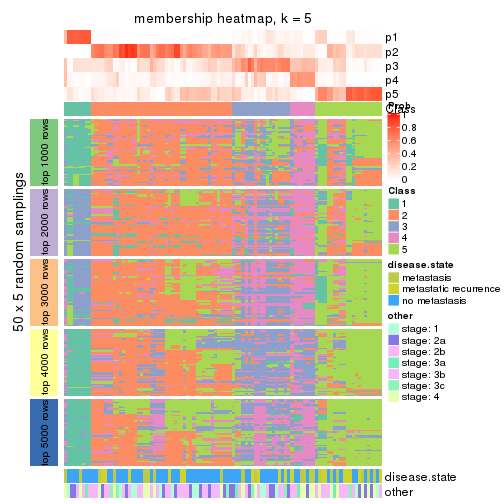 membership heatmap, k = 5
p1
p2
p3
p4
p5
Class
50 x 5 random samplings
top 1000 rows
top 2000 rows
top 3000 rows
top 4000 rows
top 5000 rows
Prob
1
0.8
0.6
0.4
0.2
0
Class
1
2
3
4
5
disease.state
metastasis
metastatic recurrence
no metastasis
other
stage: 1
stage: 2a
stage: 2b
stage: 3a
stage: 3b
stage: 3c
stage: 4
disease.state
other